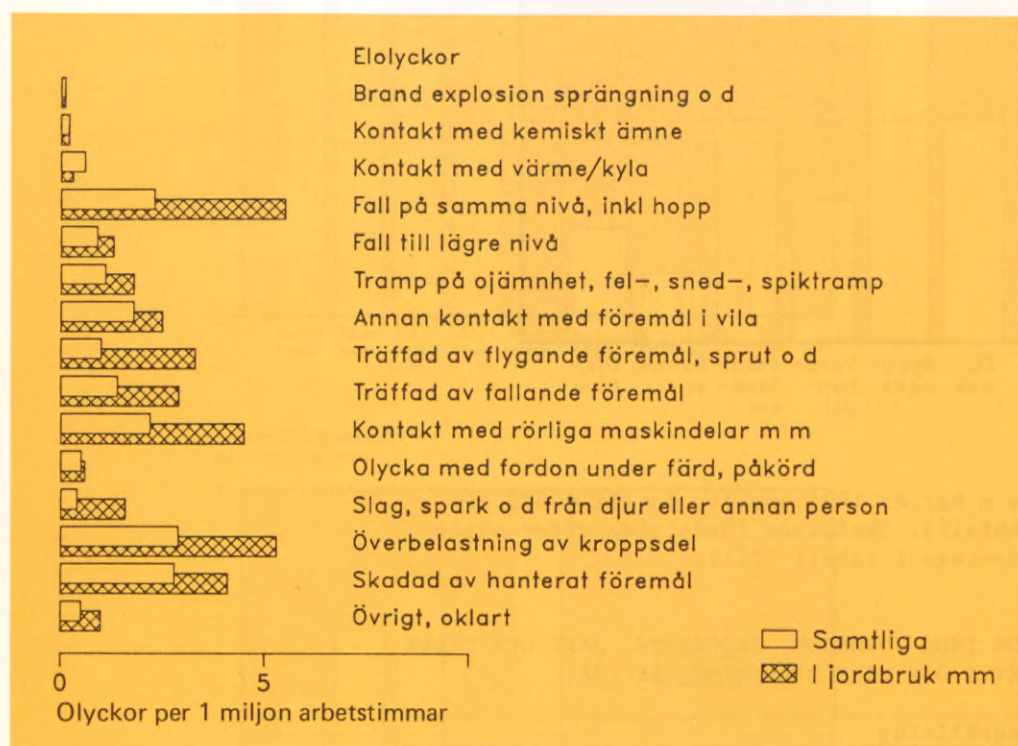 Elolyckor
Brand explosion sprängning o d
Kontakt med kemiskt ämne
Kontakt med värme/kyla
Fall på samma nivå, inkl hopp
Fall till lägre nivå
Tramp på ojämnhet, fel-, sned-, spiktramp
Annan kontakt med föremål i vila
Träffad av flygande föremål, sprut o d
Träffad av fallande föremål
Kontakt med rörliga maskindelar m m
Olycka med fordon under färd, påkörd
Slag, spark o d från djur eller annan person
Överbelastning av kroppsdel
Skadad av hanterat föremål
Övrigt, oklart
Samtliga
I jordbruk mm
0 5
Olyckor per 1 miljon arbetstimmar